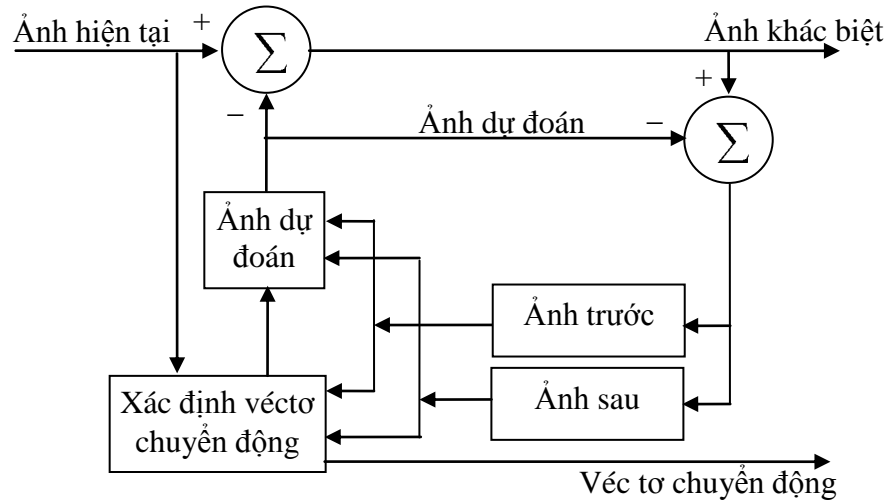 Ảnh hiện tại
+
Σ
Ảnh khác biệt
+
−
Ảnh dự đoán
−
Σ
Ảnh dự
đoán
Ảnh trước
Xác định véctơ
chuyển động
Ảnh sau
Véc tơ chuyển động